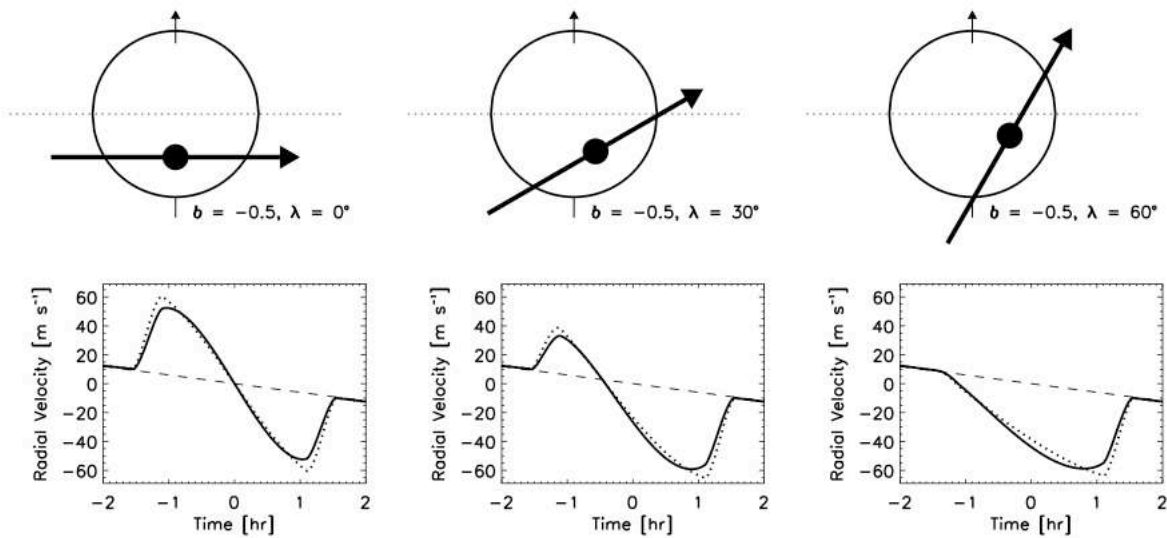 b = −0.5, λ = 0°
b = −0.5, λ = 30°
b = −0.5, λ = 60°
Radial Velocity [m s⁻¹]
60
40
20
0
−20
−40
−60
−2 −1 0 1 2
Time [hr]
Radial Velocity [m s⁻¹]
60
40
20
0
−20
−40
−60
−2 −1 0 1 2
Time [hr]
Radial Velocity [m s⁻¹]
60
40
20
0
−20
−40
−60
−2 −1 0 1 2
Time [hr]